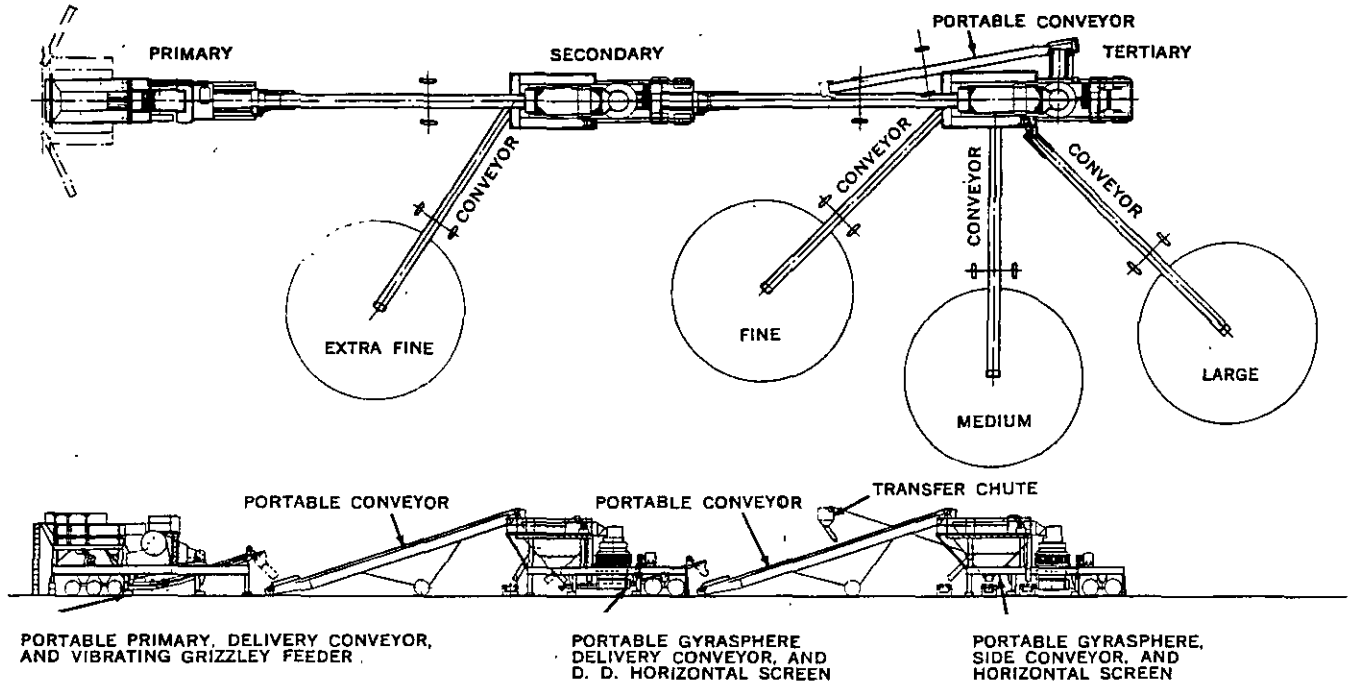 PORTABLE CONVEYOR
PRIMARY
SECONDARY
TERTIARY
CONVEYOR
CONVEYOR
CONVEYOR
CONVEYOR
EXTRA FINE
FINE
MEDIUM
LARGE
PORTABLE CONVEYOR
PORTABLE CONVEYOR
TRANSFER CHUTE
PORTABLE PRIMARY, DELIVERY CONVEYOR,
AND VIBRATING GRIZZLEY FEEDER
PORTABLE GYRASPHERE
DELIVERY CONVEYOR, AND
D. D. HORIZONTAL SCREEN
PORTABLE GYRASPHERE,
SIDE CONVEYOR, AND
HORIZONTAL SCREEN